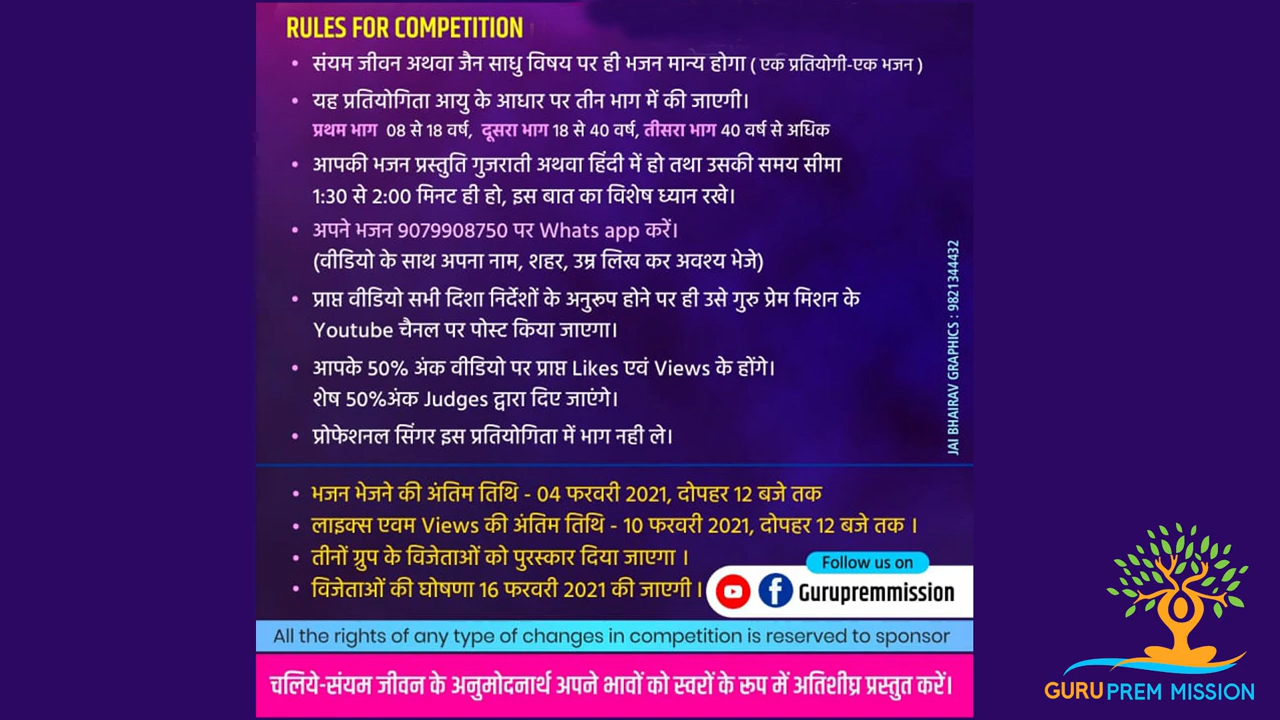 RULES FOR COMPETITION
• संयम जीवन अथवा जैन साधु विषय पर ही भजन मान्य होगा ( एक प्रतियोगी-एक भजन )
• यह प्रतियोगिता आयु के आधार पर तीन भाग में की जाएगी।
प्रथम भाग 08 से 18 वर्ष, दूसरा भाग 18 से 40 वर्ष, तीसरा भाग 40 वर्ष से अधिक
• आपकी भजन प्रस्तुति गुजराती अथवा हिंदी में हो तथा उसकी समय सीमा
1:30 से 2:00 मिनट ही हो, इस बात का विशेष ध्यान रखे।
• अपने भजन 9079908750 पर Whats app करें।
(वीडियो के साथ अपना नाम, शहर, उम्र लिख कर अवश्य भेजे)
• प्राप्त वीडियो सभी दिशा निर्देशों के अनुरूप होने पर ही उसे गुरु प्रेम मिशन के
Youtube चैनल पर पोस्ट किया जाएगा।
• आपके 50% अंक वीडियो पर प्राप्त Likes एवं Views के होंगे।
शेष 50%अंक Judges द्वारा दिए जाएंगे।
• प्रोफेशनल सिंगर इस प्रतियोगिता में भाग नही ले।
JAI BHAIRAV GRAPHICS : 9821344432
• भजन भेजने की अंतिम तिथि - 04 फरवरी 2021, दोपहर 12 बजे तक
• लाइक्स एवम Views की अंतिम तिथि - 10 फरवरी 2021, दोपहर 12 बजे तक ।
• तीनों ग्रुप के विजेताओं को पुरस्कार दिया जाएगा ।
• विजेताओं की घोषणा 16 फरवरी 2021 की जाएगी ।
Follow us on
Gurupremmission
All the rights of any type of changes in competition is reserved to sponsor
चलिये-संयम जीवन के अनुमोदनार्थ अपने भावों को स्वरों के रूप में अतिशीघ्र प्रस्तुत करें।
GURU PREM MISSION